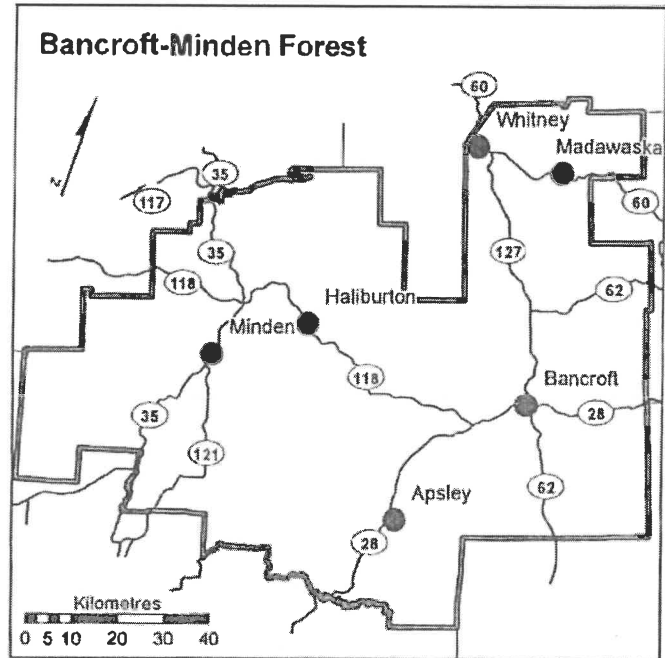 Bancroft-Minden Forest
60
Whitney
Madawaska
35
117
60
N
35
127
118
62
Haliburton
Minden
118
Bancroft
35
28
121
62
Apsley
28
Kilometres
0 5 10 20 30 40